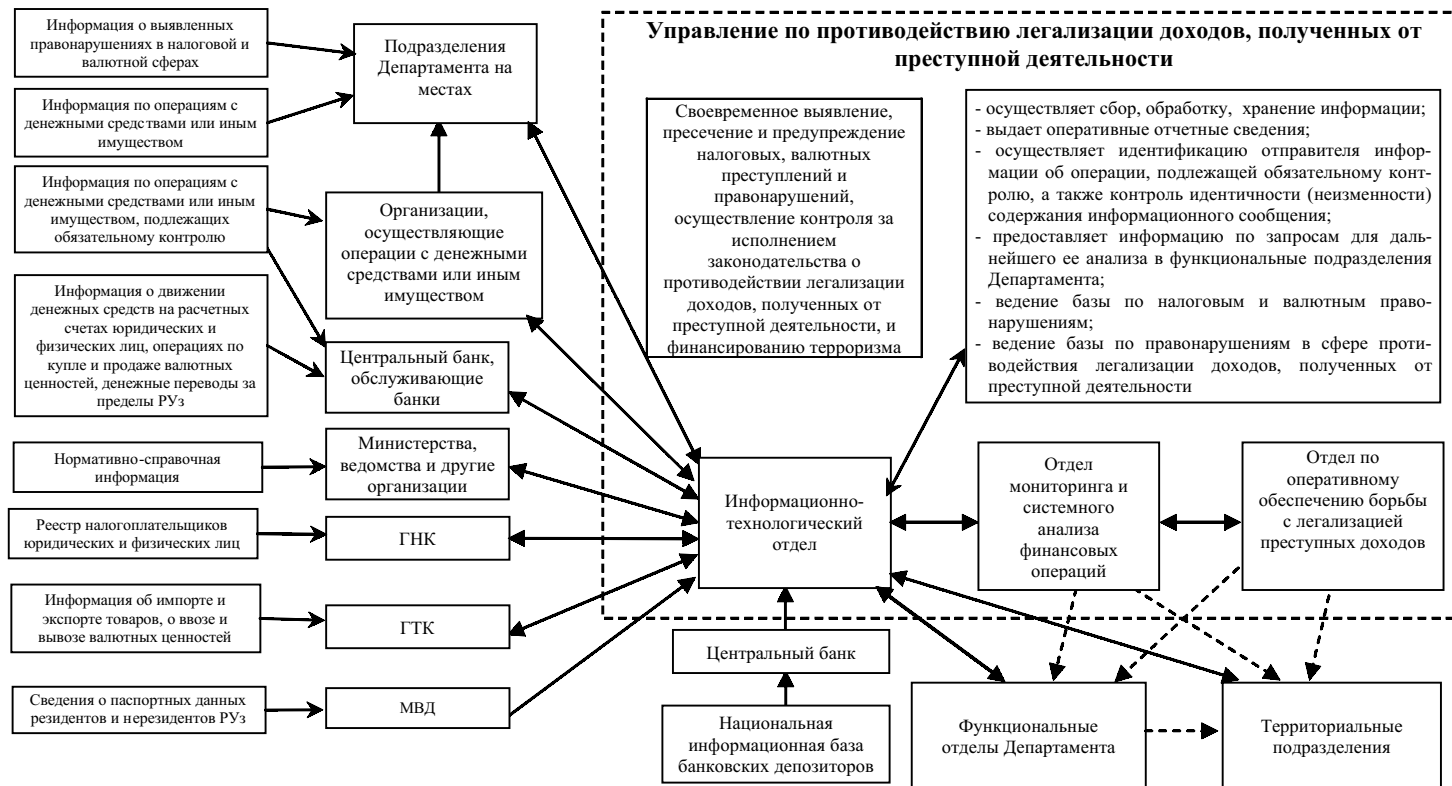 Управление по противодействию легализации доходов, полученных от
преступной деятельности
Информация о выявленных
правонарушениях в налоговой и
валютной сферах
Подразделения
Департамента на
местах
Информация по операциям с
денежными средствами или иным
имуществом
Информация по операциям с
денежными средствами или иным
имуществом, подлежащих
обязательному контролю
Организации,
осуществляющие
операции с денежными
средствами или иным
имуществом
Информация о движении
денежных средств на расчетных
счетах юридических и
физических лиц, операциях по
купле и продаже валютных
ценностей, денежные переводы за
пределы РУз
Центральный банк,
обслуживающие
банки
Нормативно-справочная
информация
Министерства,
ведомства и другие
организации
Реестр налогоплательщиков
юридических и физических лиц
ГНК
Информация об импорте и
экспорте товаров, о ввозе и
вывозе валютных ценностей
ГТК
Сведения о паспортных данных
резидентов и нерезидентов РУз
МВД
Своевременное выявление,
пресечение и предупреждение
налоговых, валютных
преступлений и
правонарушений,
осуществление контроля за
исполнением
законодательства о
противодействии легализации
доходов, полученных от
преступной деятельности, и
финансированию терроризма
- осуществляет сбор, обработку, хранение информации;
- выдает оперативные отчетные сведения;
- осуществляет идентификацию отправителя инфор-
мации об операции, подлежащей обязательному конт-
ролю, а также контроль идентичности (неизменности)
содержания информационного сообщения;
- предоставляет информацию по запросам для даль-
нейшего ее анализа в функциональные подразделения
Департамента;
- ведение базы по налоговым и валютным право-
нарушениям;
- ведение базы по правонарушениям в сфере проти-
водействия легализации доходов, полученных от
преступной деятельности
Информационно-
технологический
отдел
Отдел
мониторинга и
системного
анализа
финансовых
операций
Отдел по
оперативному
обеспечению борьбы
с легализацией
преступных доходов
Центральный банк
Национальная
информационная база
банковских депозиторов
Функциональные
отделы Департамента
Территориальные
подразделения